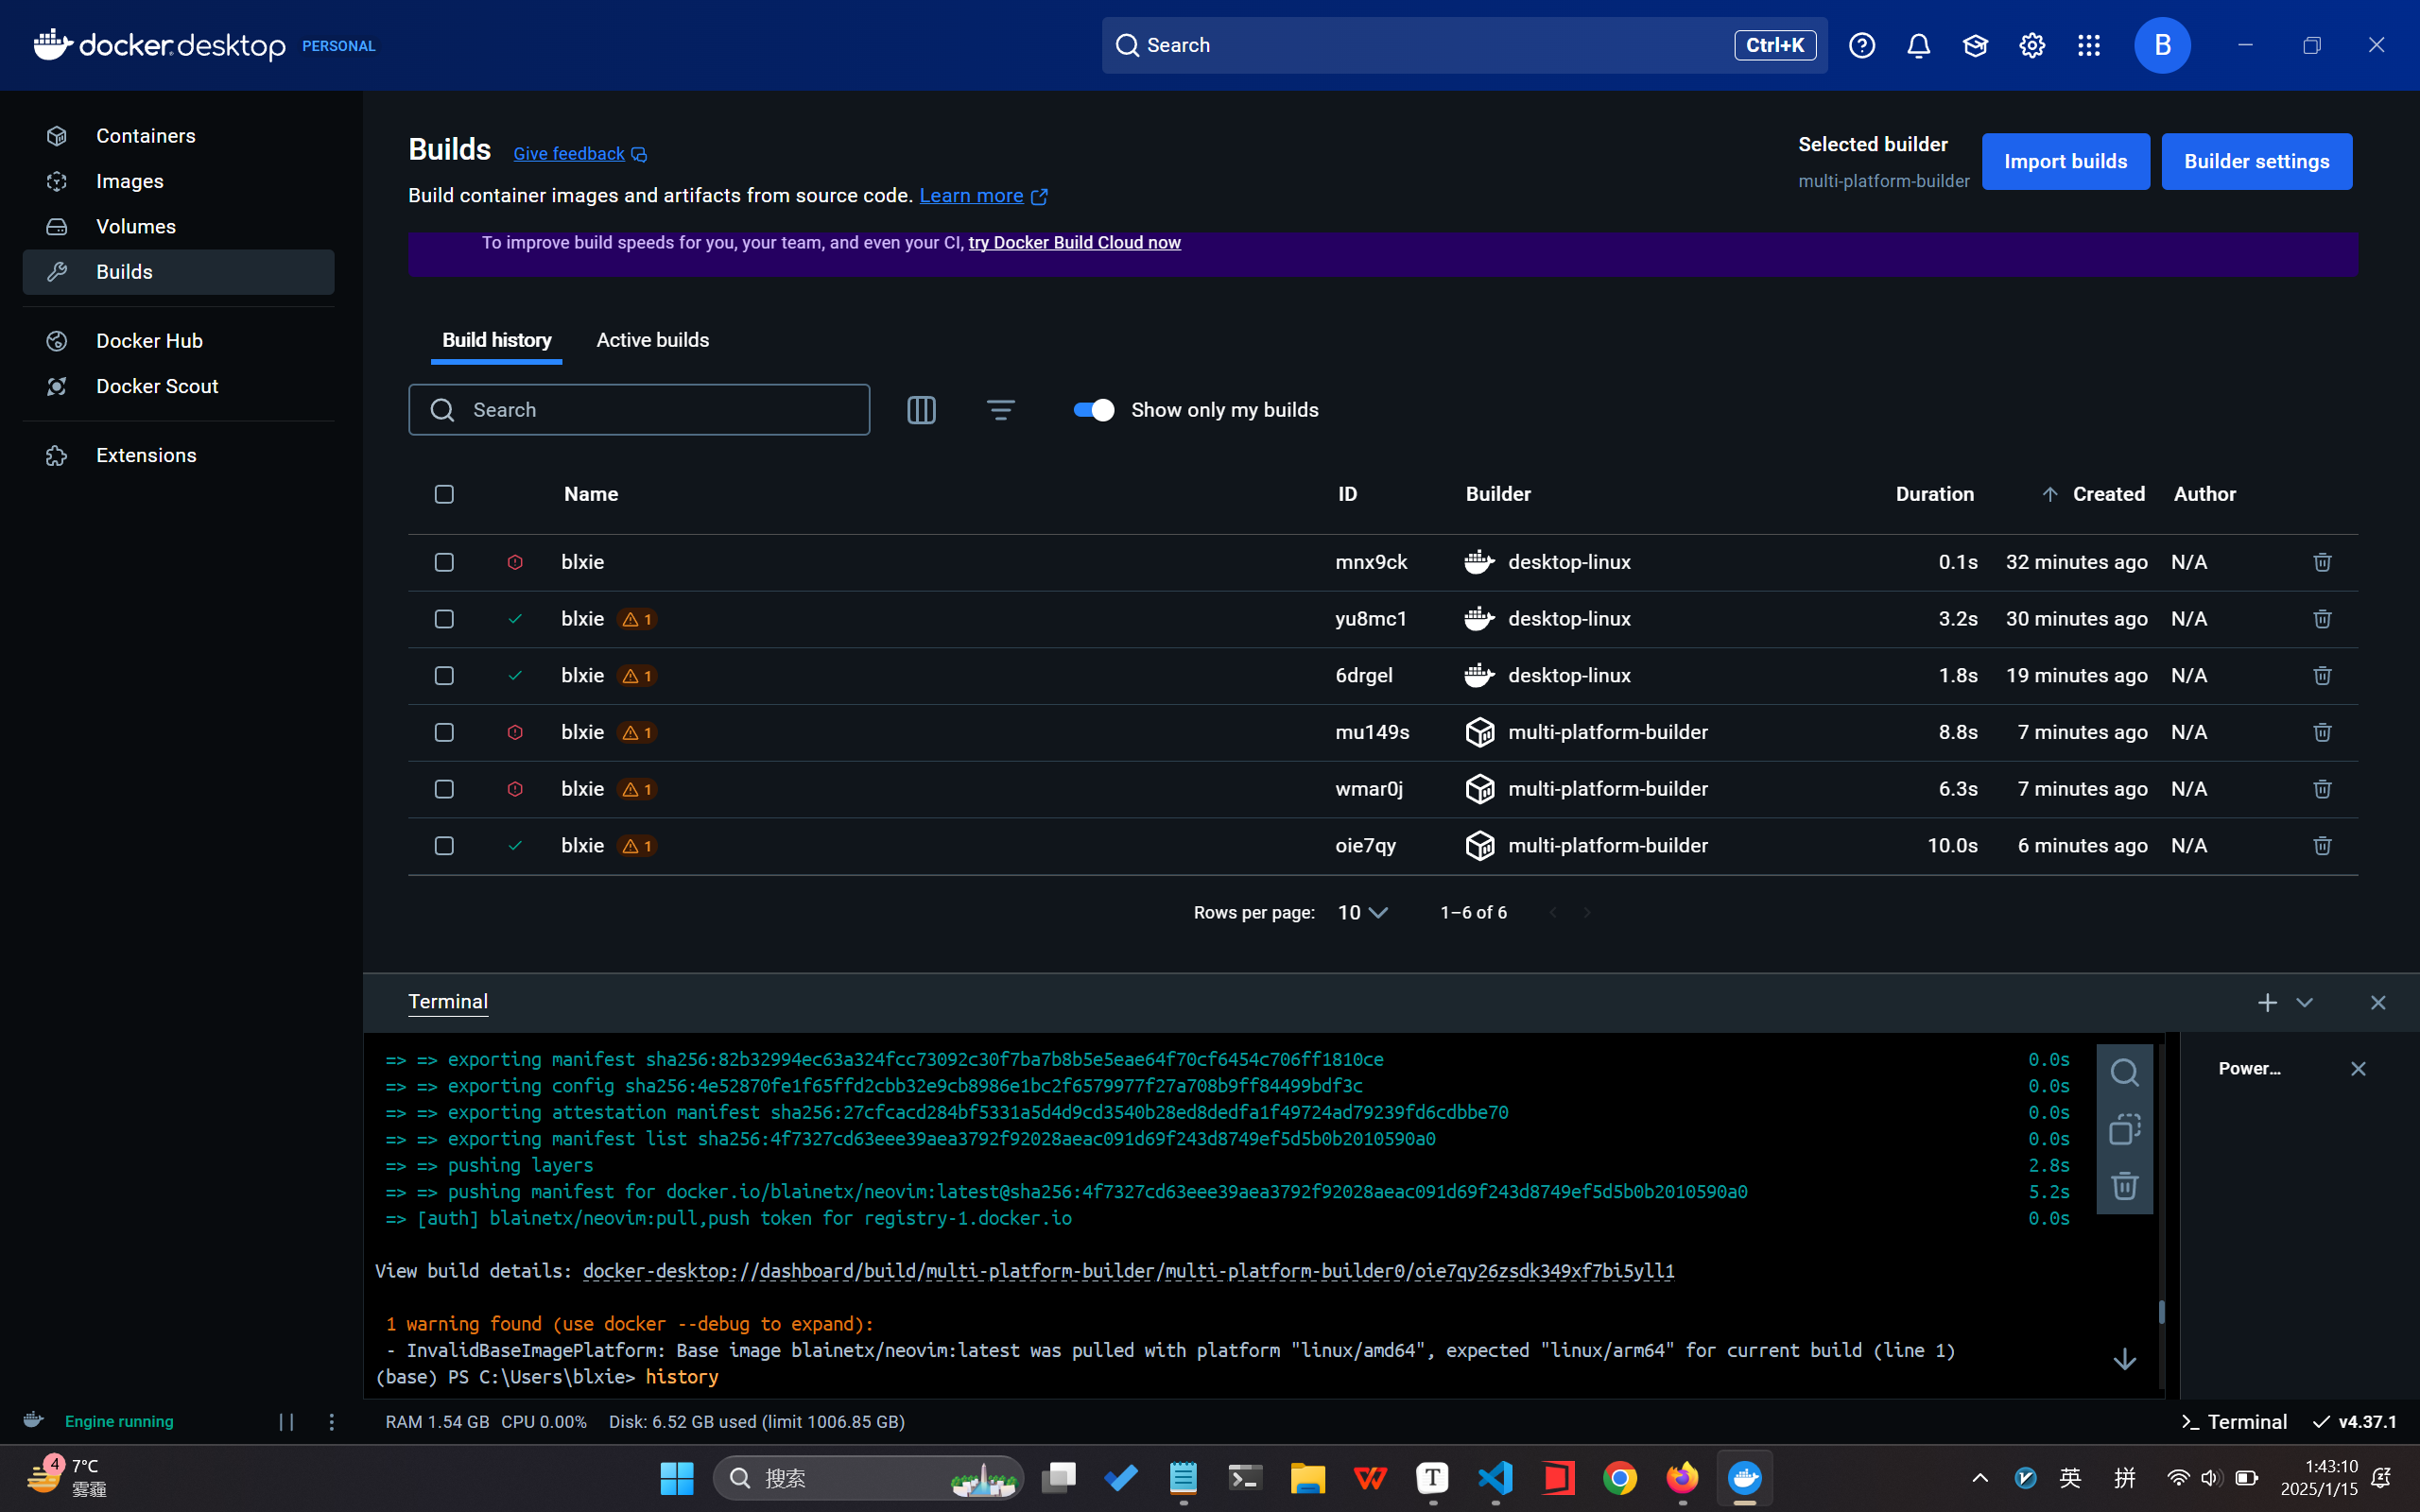 docker.desktop PERSONAL
Search Ctrl+K
B
Containers
Images
Volumes
Builds
Docker Hub
Docker Scout
Extensions
Builds Give feedback
Build container images and artifacts from source code. Learn more
Selected builder
multi-platform-builder
Import builds
Builder settings
To improve build speeds for you, your team, and even your CI, try Docker Build Cloud now
Build history Active builds
Search
Show only my builds
Name ID Builder Duration Created Author
blxie mnx9ck desktop-linux 0.1s 32 minutes ago N/A
blxie 1 yu8mc1 desktop-linux 3.2s 30 minutes ago N/A
blxie 1 6drgel desktop-linux 1.8s 19 minutes ago N/A
blxie 1 mu149s multi-platform-builder 8.8s 7 minutes ago N/A
blxie 1 wmar0j multi-platform-builder 6.3s 7 minutes ago N/A
blxie 1 oie7qy multi-platform-builder 10.0s 6 minutes ago N/A
Rows per page: 10 1–6 of 6
Terminal
=> => exporting manifest sha256:82b32994ec63a324fcc73092c30f7ba7b8b5e5eae64f70cf6454c706ff1810ce 0.0s
=> => exporting config sha256:4e52870fe1f65ffd2cbb32e9cb8986e1bc2f6579977f27a708b9ff84499bdf3c 0.0s
=> => exporting attestation manifest sha256:27cfcacd284bf5331a5d4d9cd3540b28ed8dedfa1f49724ad79239fd6cdbbe70 0.0s
=> => exporting manifest list sha256:4f7327cd63eee39aea3792f92028aeac091d69f243d8749ef5d5b0b2010590a0 0.0s
=> => pushing layers 2.8s
=> => pushing manifest for docker.io/blainetx/neovim:latest@sha256:4f7327cd63eee39aea3792f92028aeac091d69f243d8749ef5d5b0b2010590a0 5.2s
=> [auth] blainetx/neovim:pull,push token for registry-1.docker.io 0.0s
View build details: docker-desktop://dashboard/build/multi-platform-builder/multi-platform-builder0/oie7qy26zsdk349xf7bi5yll1
1 warning found (use docker --debug to expand):
- InvalidBaseImagePlatform: Base image blainetx/neovim:latest was pulled with platform "linux/amd64", expected "linux/arm64" for current build (line 1)
(base) PS C:\Users\blxie> history
Power...
Engine running
RAM 1.54 GB CPU 0.00% Disk: 6.52 GB used (limit 1006.85 GB)
Terminal v4.37.1
4 7°C
雾霾
搜索
T
英 拼
1:43:10
2025/1/15